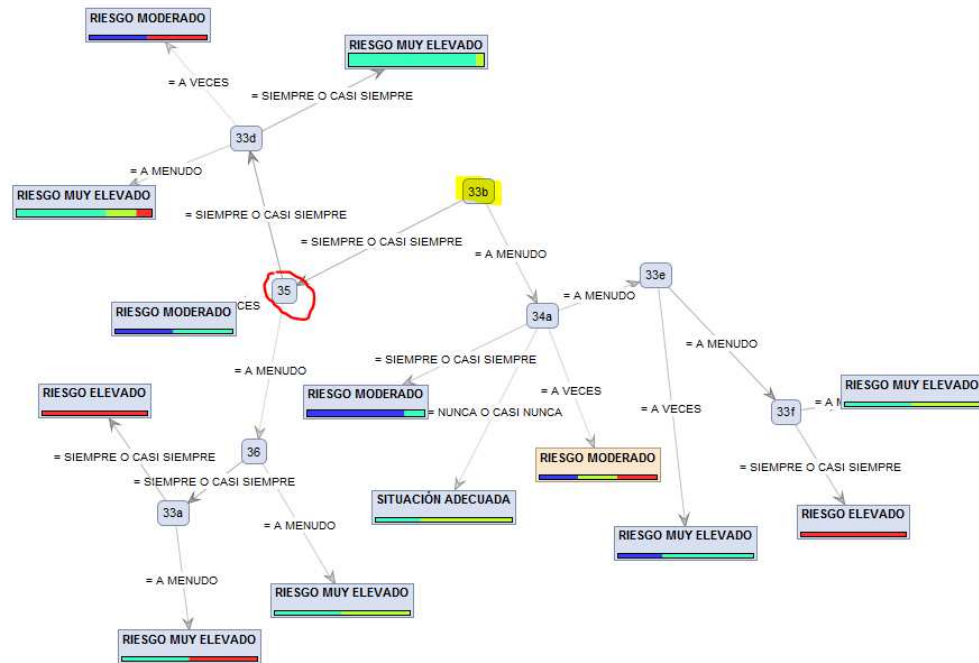 RIESGO MODERADO
RIESGO MUY ELEVADO
= A VECES
= SIEMPRE O CASI SIEMPRE
33d
= A MENUDO
RIESGO MUY ELEVADO
33b
= SIEMPRE O CASI SIEMPRE
= SIEMPRE O CASI SIEMPRE
= A MENUDO
33e
35
= A MENUDO
CES
RIESGO MODERADO
34a
= A MENUDO
= SIEMPRE O CASI SIEMPRE
= A MENUDO
RIESGO ELEVADO
RIESGO MODERADO
= A VECES
RIESGO MUY ELEVADO
= NUNCA O CASI NUNCA
= A VECES
33f
= A
36
= SIEMPRE O CASI SIEMPRE
RIESGO MODERADO
= SIEMPRE O CASI SIEMPRE
= SIEMPRE O CASI SIEMPRE
SITUACIÓN ADECUADA
33a
RIESGO ELEVADO
= A MENUDO
RIESGO MUY ELEVADO
= A MENUDO
RIESGO MUY ELEVADO
RIESGO MUY ELEVADO